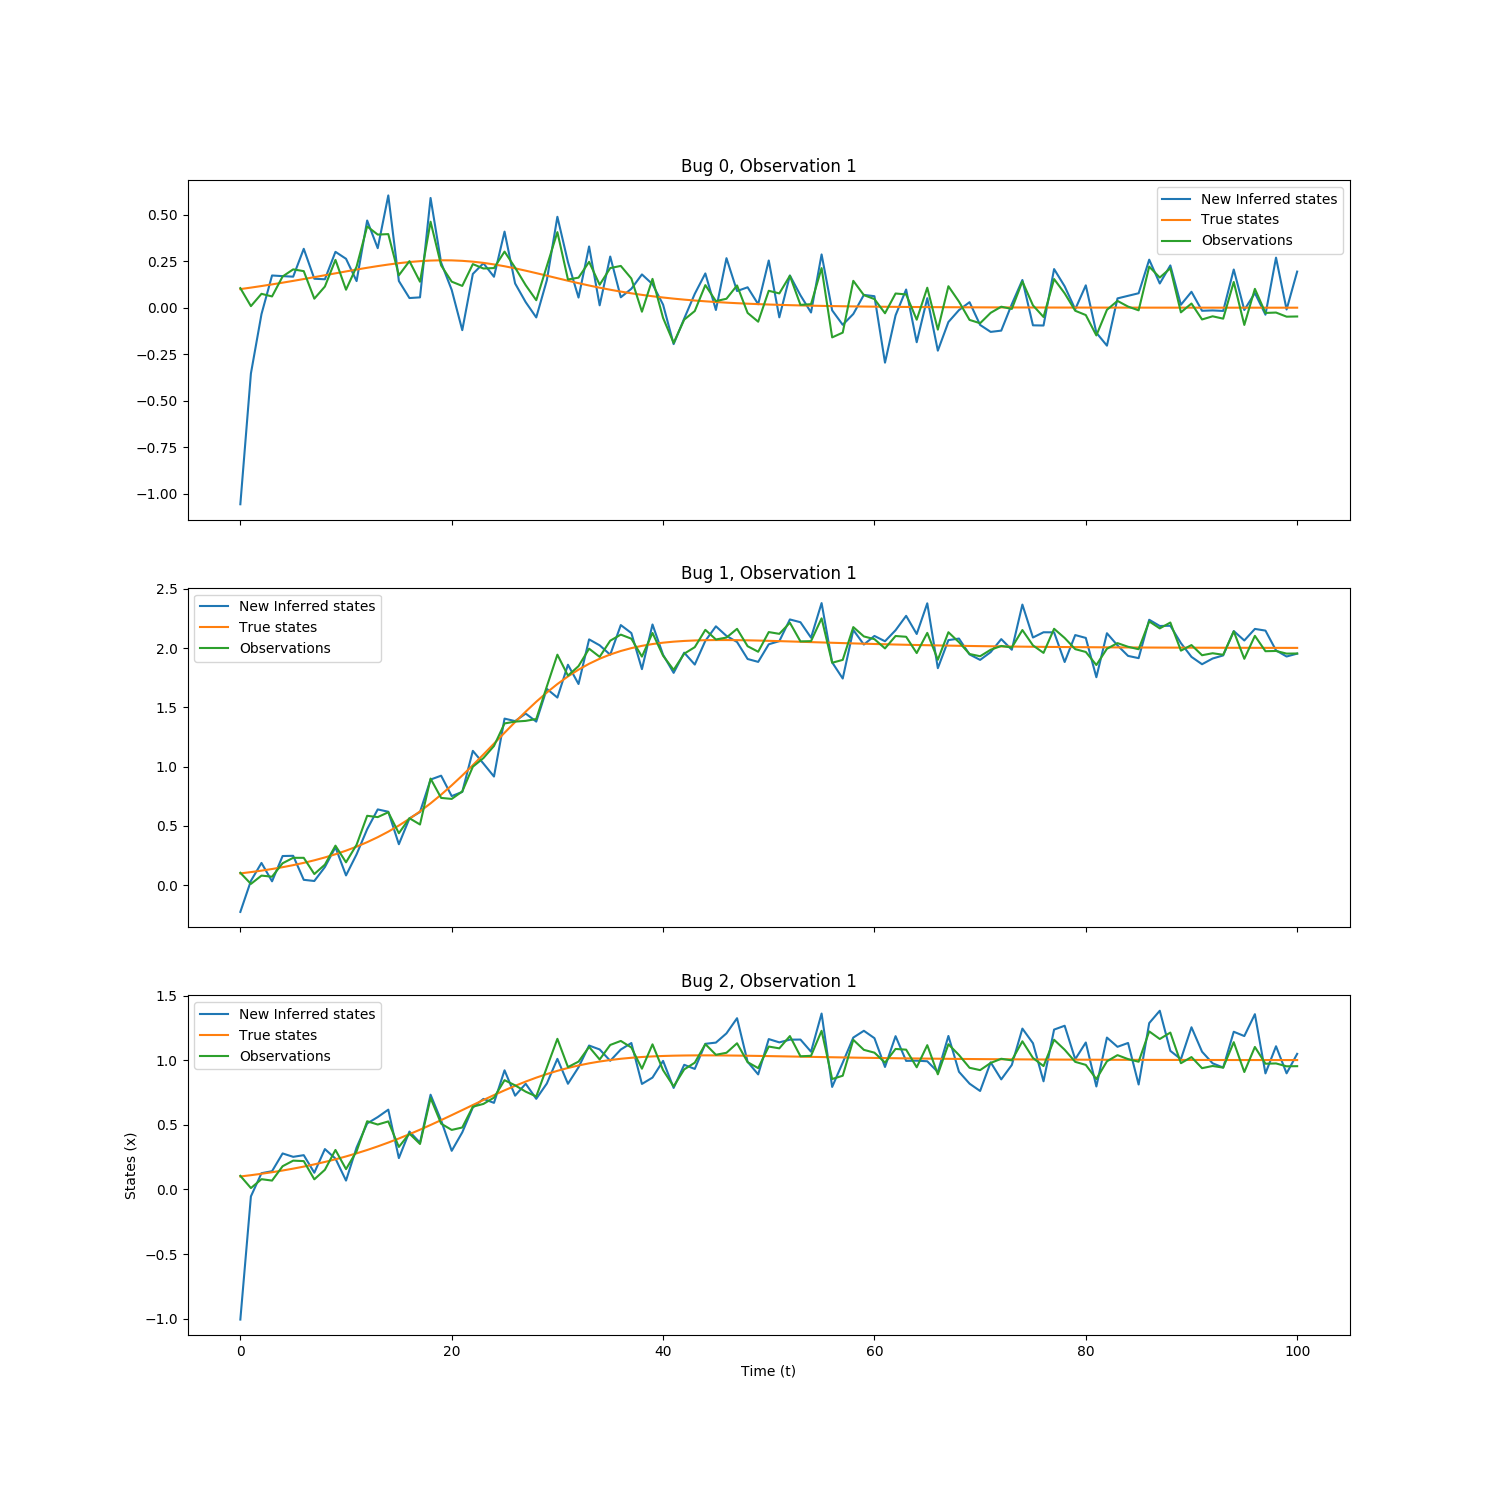 Bug 0, Observation 1
New Inferred states
True states
Observations
0.50
0.25
0.00
−0.25
−0.50
−0.75
−1.00
Bug 1, Observation 1
New Inferred states
True states
Observations
2.5
2.0
1.5
1.0
0.5
0.0
Bug 2, Observation 1
New Inferred states
True states
Observations
1.5
1.0
0.5
0.0
−0.5
−1.0
States (x)
0 20 40 60 80 100
Time (t)